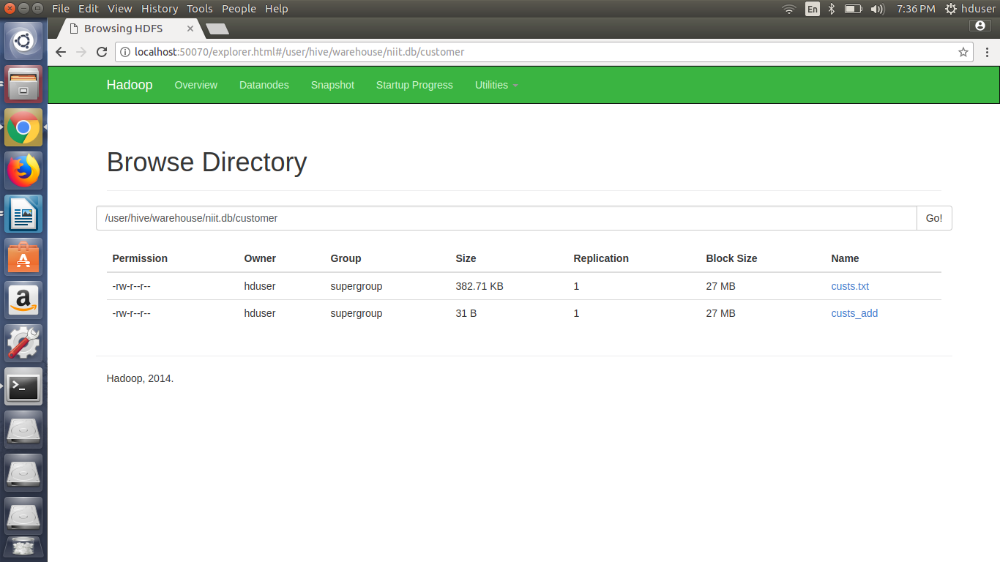 File Edit View History Tools People Help En 7:36 PM hduser
Browsing HDFS
localhost:50070/explorer.html#/user/hive/warehouse/niit.db/customer
Hadoop Overview Datanodes Snapshot Startup Progress Utilities
Browse Directory
/user/hive/warehouse/niit.db/customer Go!
Permission Owner Group Size Replication Block Size Name
-rw-r--r-- hduser supergroup 382.71 KB 1 27 MB custs.txt
-rw-r--r-- hduser supergroup 31 B 1 27 MB custs_add
Hadoop, 2014.